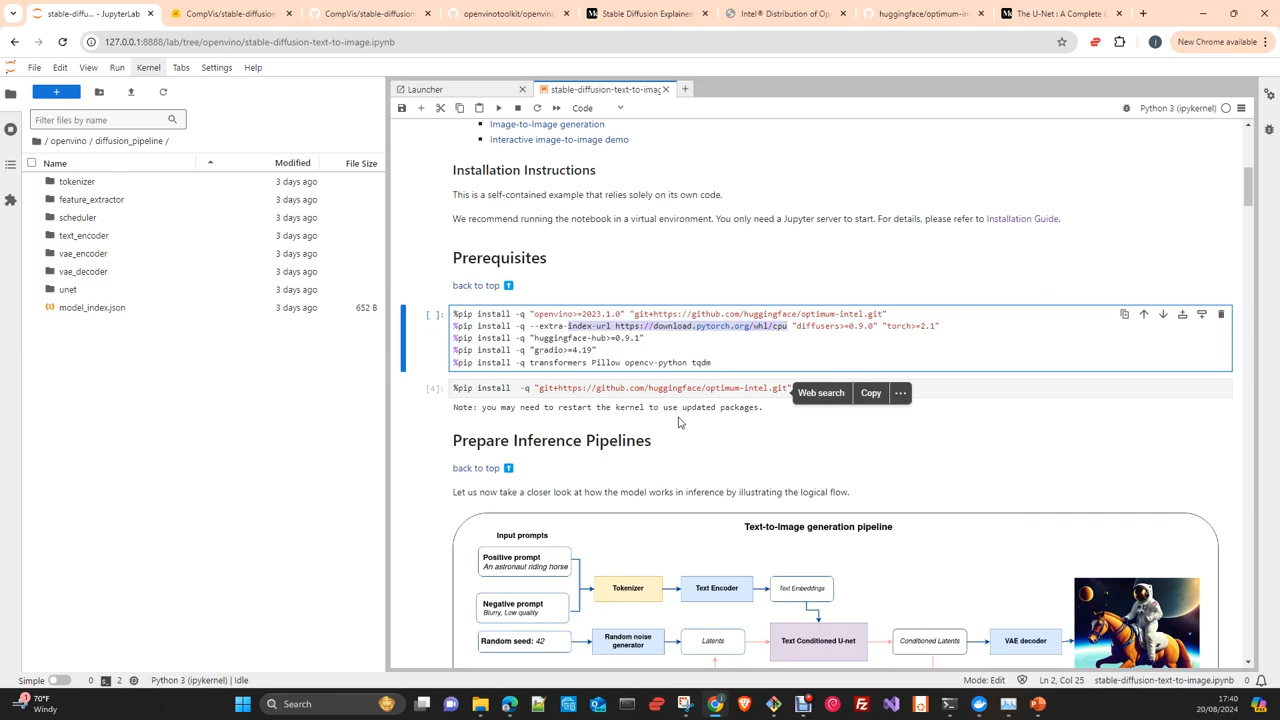 stable-diff... - JupyterLab
CompVis/stable-diffusion
CompVis/stable-diffusion:
openvinotoolkit/openvino
Stable Diffusion Explained
Intel® Distribution of Op
huggingface/optimum-in
The U-Net : A Complete G
127.0.0.1:8888/lab/tree/openvino/stable-diffusion-text-to-image.ipynb
New Chrome available
File Edit View Run Kernel Tabs Settings Help
Filter files by name
/ openvino / diffusion_pipeline /
Name Modified File Size
tokenizer 3 days ago
feature_extractor 3 days ago
scheduler 3 days ago
text_encoder 3 days ago
vae_encoder 3 days ago
vae_decoder 3 days ago
unet 3 days ago
model_index.json 3 days ago 652 B
Launcher
stable-diffusion-text-to-imag
Code
Python 3 (ipykernel)
Image-to-Image generation
Interactive image-to-image demo
Installation Instructions
This is a self-contained example that relies solely on its own code.
We recommend running the notebook in a virtual environment. You only need a Jupyter server to start. For details, please refer to Installation Guide.
Prerequisites
back to top
[ ]: %pip install -q "openvino>=2023.1.0" "git+https://github.com/huggingface/optimum-intel.git"
%pip install -q --extra-index-url https://download.pytorch.org/whl/cpu "diffusers>=0.9.0" "torch>=2.1"
%pip install -q "huggingface-hub>=0.9.1"
%pip install -q "gradio>=4.19"
%pip install -q transformers Pillow opencv-python tqdm
[4]: %pip install  -q "git+https://github.com/huggingface/optimum-intel.git"
Web search Copy
Note: you may need to restart the kernel to use updated packages.
Prepare Inference Pipelines
back to top
Let us now take a closer look at how the model works in inference by illustrating the logical flow.
Text-to-Image generation pipeline
Input prompts
Positive prompt
An astronaut riding horse
Tokenizer
Text Encoder
Text Embeddings
Negative prompt
Blurry, Low quality
Random seed: 42
Random noise
generator
Latents
Text Conditioned U-net
Conditioned Latents
VAE decoder
Simple 0 2 Python 3 (ipykernel) | Idle
Mode: Edit Ln 2, Col 25 stable-diffusion-text-to-image.ipynb 0
70°F
Windy
Search
17:40
20/08/2024